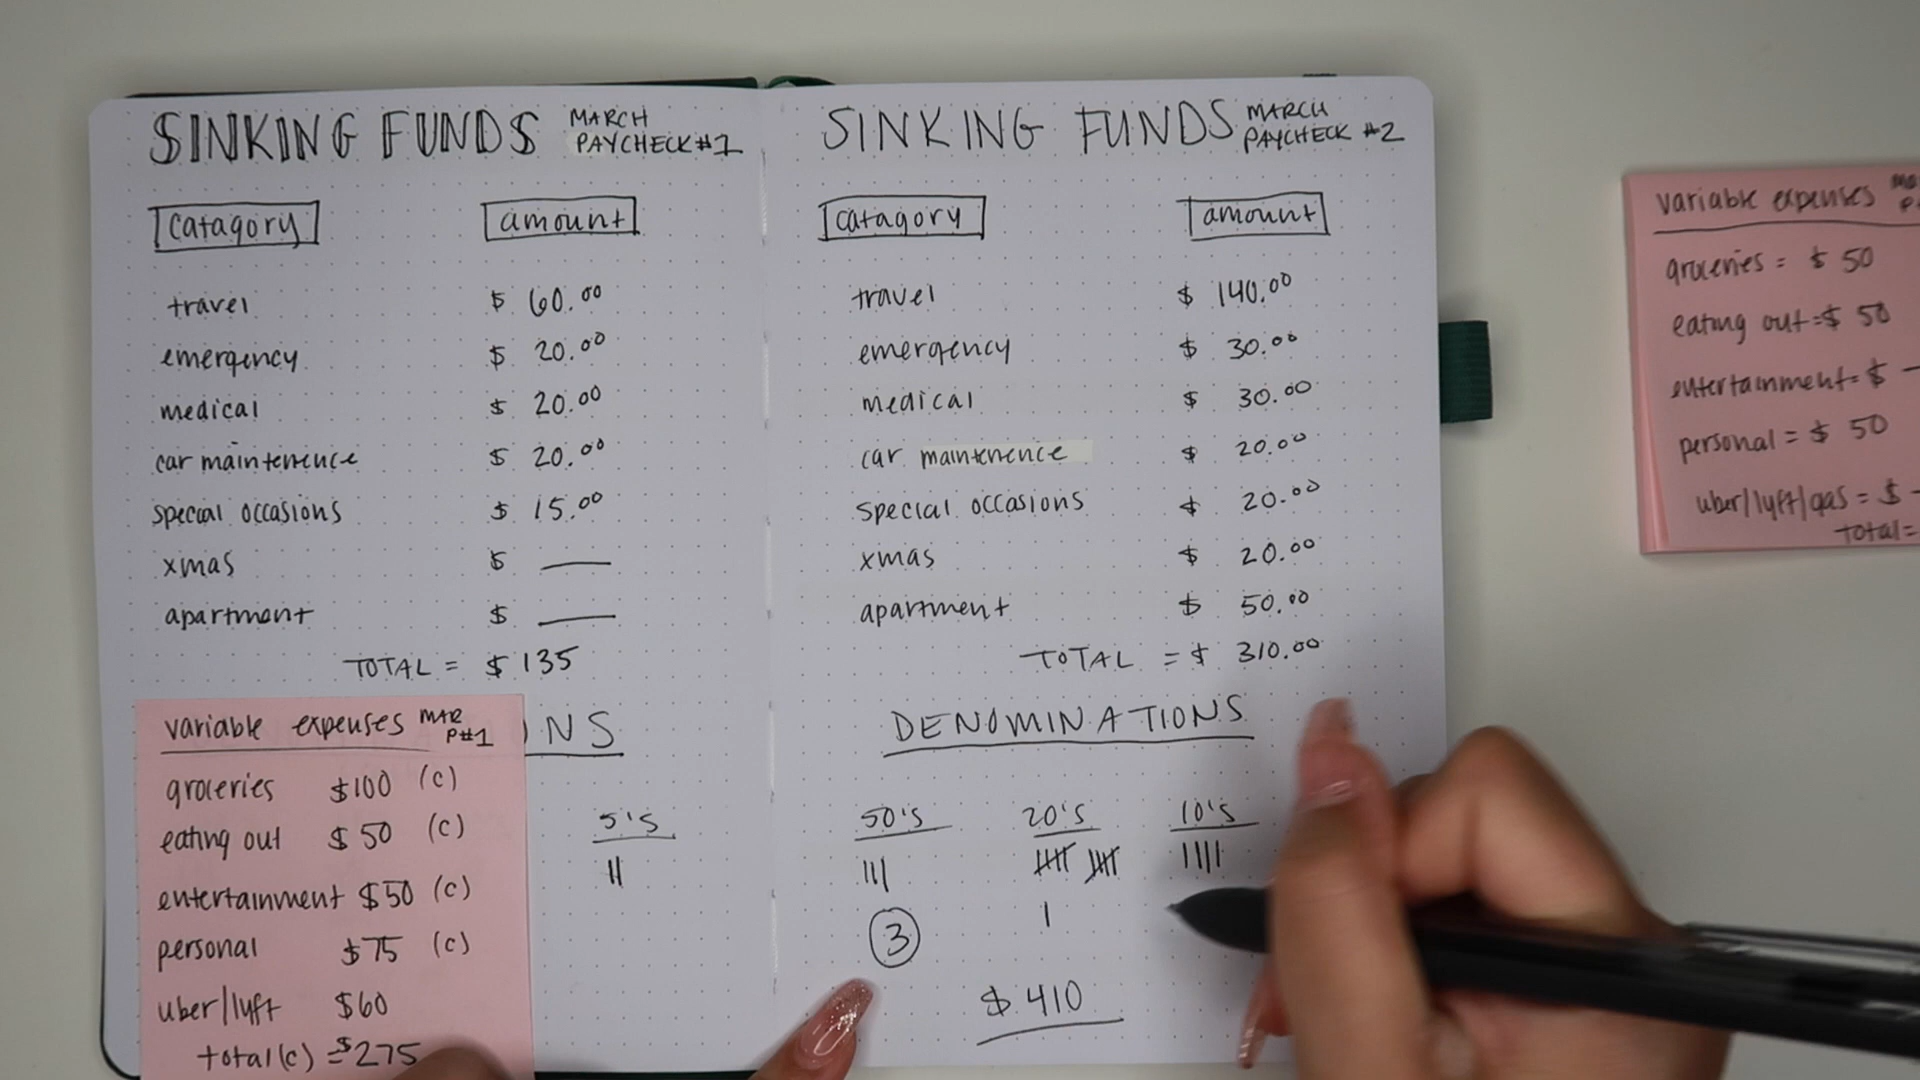 SINKING FUNDS MARCH PAYCHECK #1
catagory amount
travel $ 60.00
emergency $ 20.00
medical $ 20.00
car maintenence $ 20.00
special occasions $ 15.00
xmas $ —
apartment $ —
TOTAL = $ 135
NS
5's
||
variable expenses MAR P#1
groceries $100 (c)
eating out $ 50 (c)
entertainment $50 (c)
personal $75 (c)
uber/lyft $60
total(c) = $275
SINKING FUNDS MARCH PAYCHECK #2
catagory amount
travel $ 140.00
emergency $ 30.00
medical $ 30.00
car maintenence $ 20.00
special occasions $ 20.00
xmas $ 20.00
apartment $ 50.00
TOTAL = $ 310.00
DENOMINATIONS
50's 20's 10's
||| |||| |||| ||||
3 |
$ 410
variable expenses
groceries = $ 50
eating out = $ 50
entertainment = $ -
personal = $ 50
uber/lyft/gas = $ -
TOTAL =